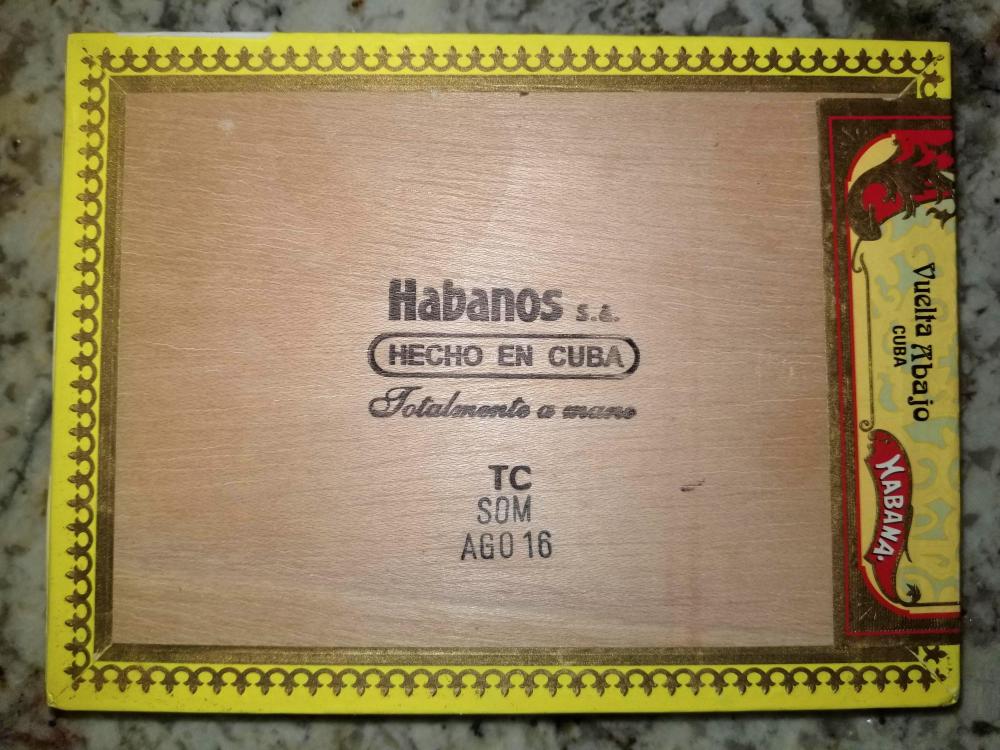 Habanos s.a.
HECHO EN CUBA
Totalmente a mano
TC
SOM
AGO 16
Vuelta Abajo
CUBA
HABANA.